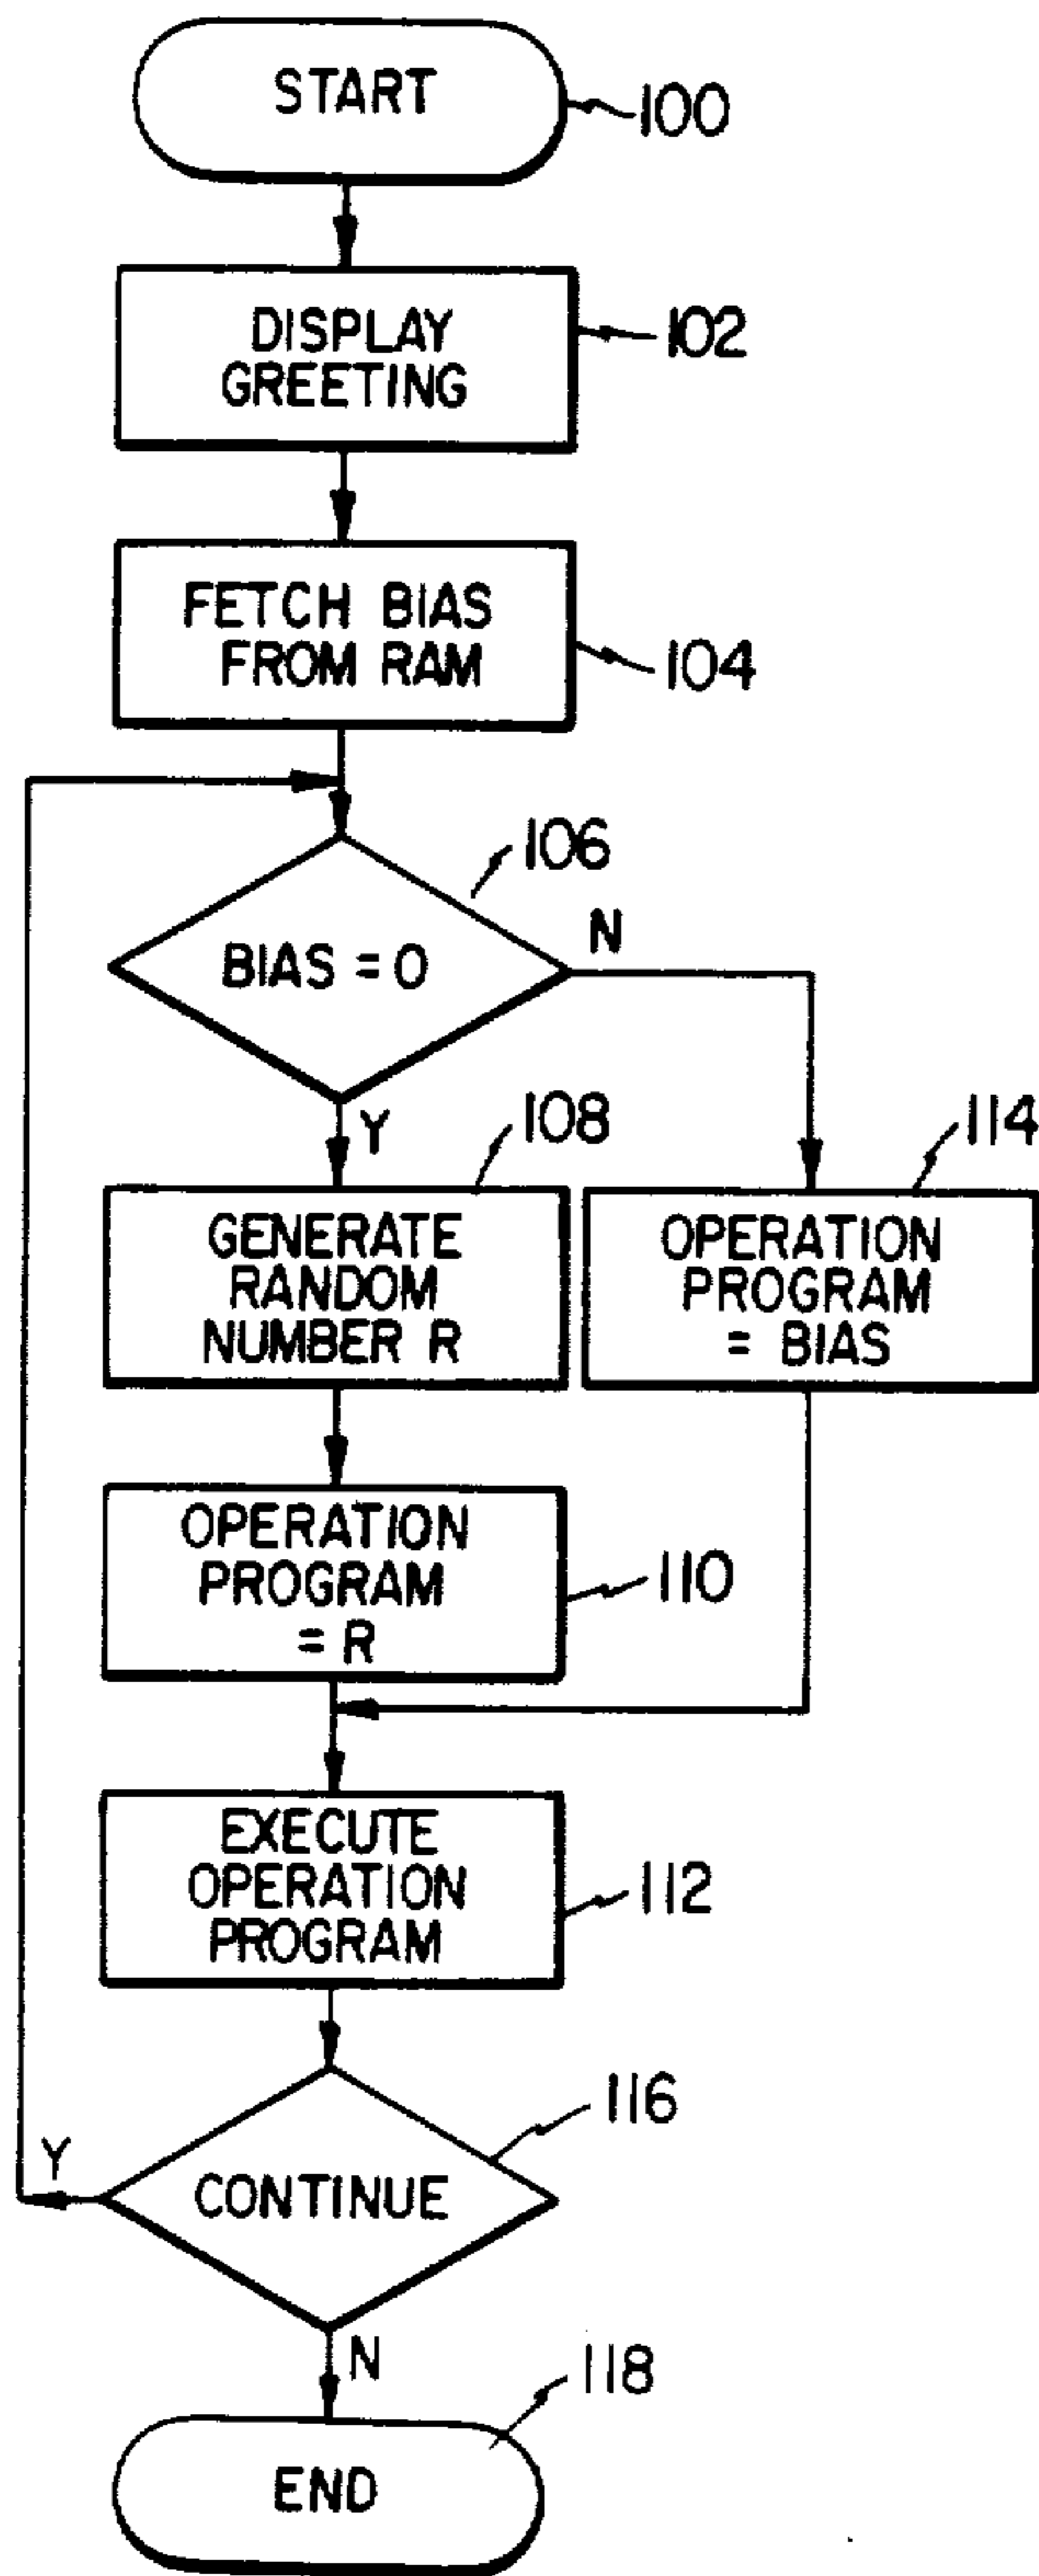 START
100
DISPLAY
GREETING
102
FETCH BIAS
FROM RAM
104
106
BIAS = 0
N
Y
108
114
GENERATE
RANDOM
NUMBER R
OPERATION
PROGRAM
= BIAS
OPERATION
PROGRAM
= R
110
EXECUTE
OPERATION
PROGRAM
112
116
Y
CONTINUE
N
118
END